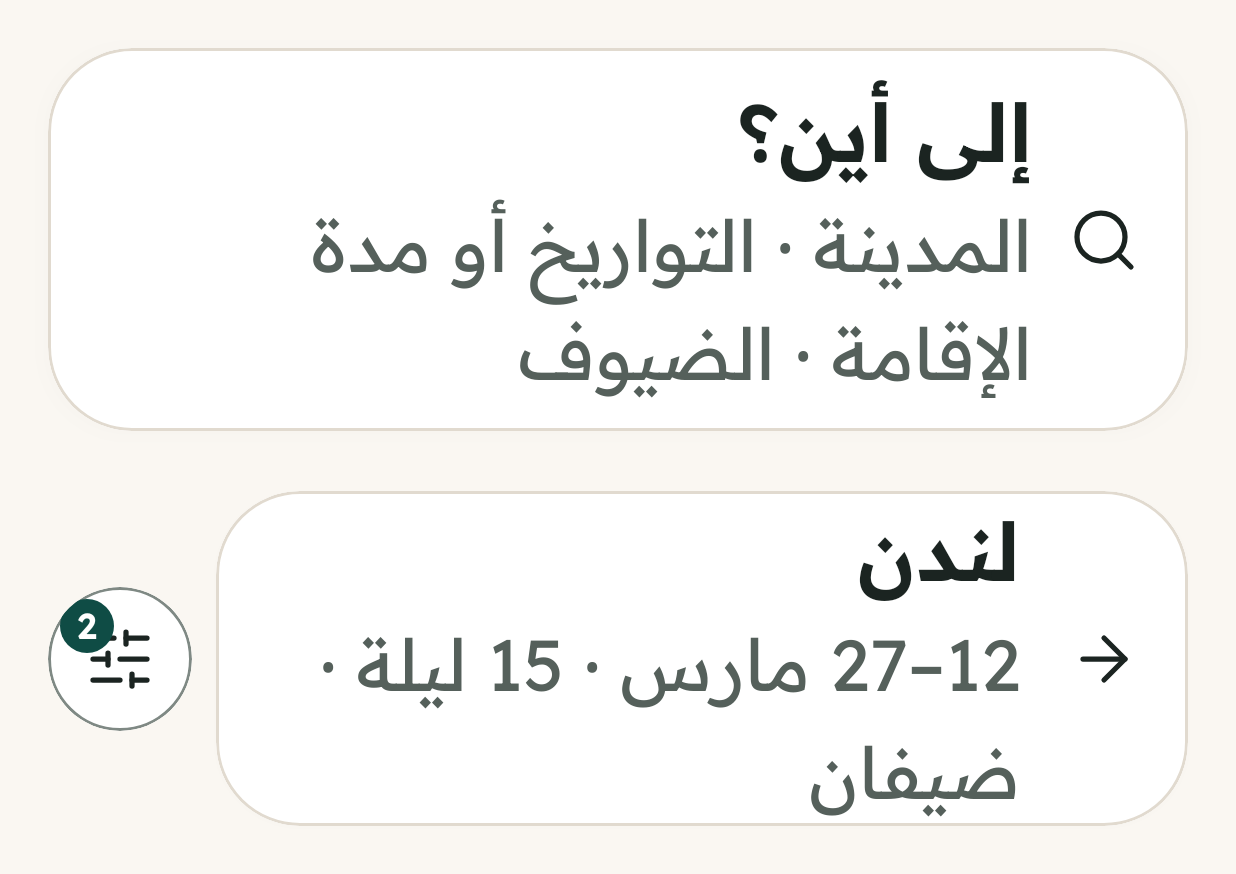 إلى أين؟
المدينة · التواريخ أو مدة
الإقامة · الضيوف
لندن
12–27 مارس · 15 ليلة ·
ضيفان
2